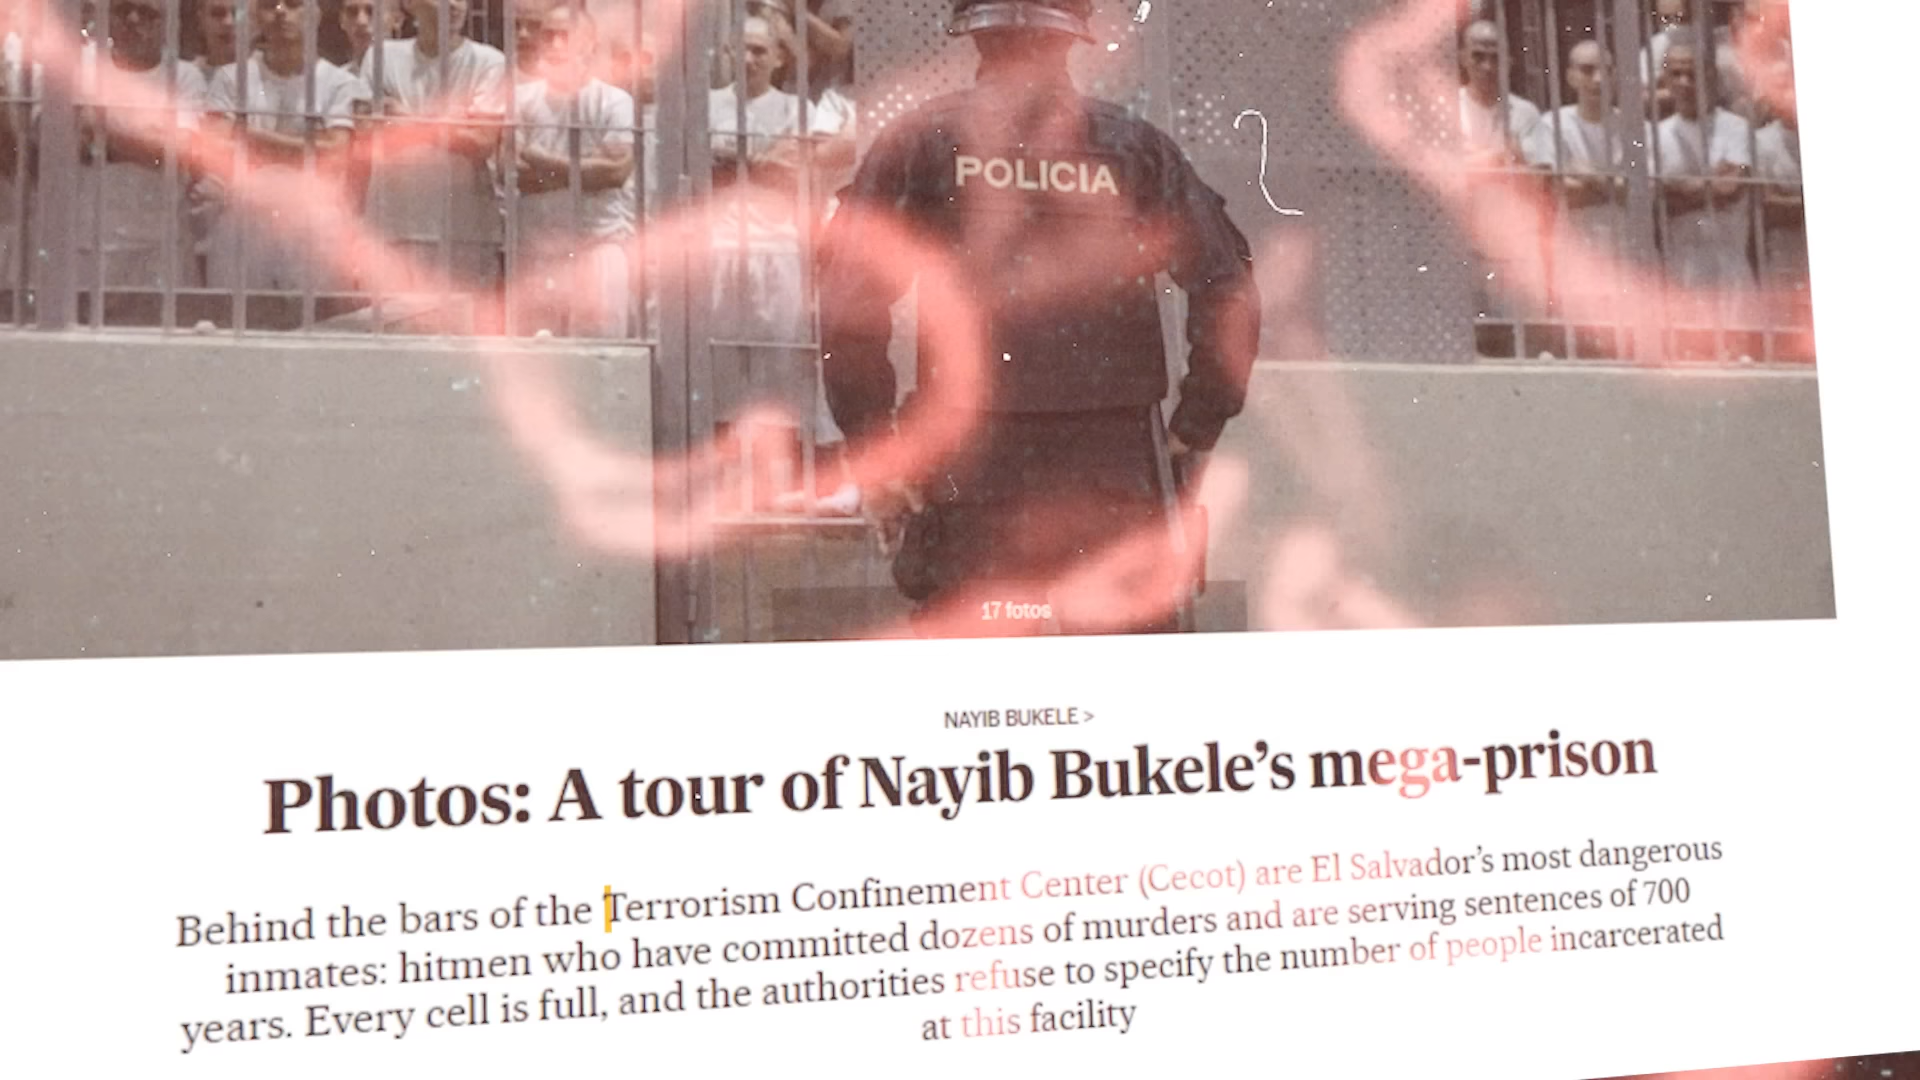 POLICIA
17 fotos
NAYIB BUKELE >
Photos: A tour of Nayib Bukele’s mega-prison
Behind the bars of the Terrorism Confinement Center (Cecot) are El Salvador’s most dangerous
inmates: hitmen who have committed dozens of murders and are serving sentences of 700
years. Every cell is full, and the authorities refuse to specify the number of people incarcerated
at this facility